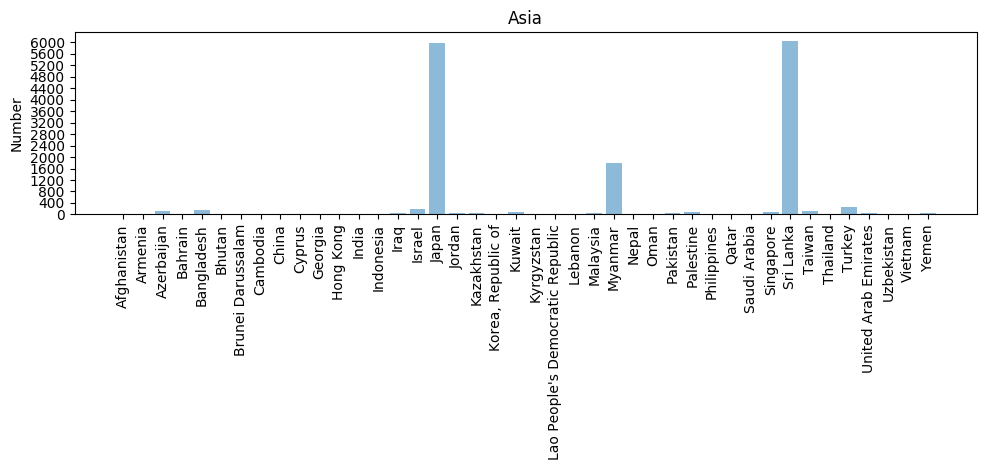 Asia
Number
6000
5600
5200
4800
4400
4000
3600
3200
2800
2400
2000
1600
1200
800
400
0
Afghanistan
Armenia
Azerbaijan
Bahrain
Bangladesh
Bhutan
Brunei Darussalam
Cambodia
China
Cyprus
Georgia
Hong Kong
India
Indonesia
Iraq
Israel
Japan
Jordan
Kazakhstan
Korea, Republic of
Kuwait
Kyrgyzstan
Lao People's Democratic Republic
Lebanon
Malaysia
Myanmar
Nepal
Oman
Pakistan
Palestine
Philippines
Qatar
Saudi Arabia
Singapore
Sri Lanka
Taiwan
Thailand
Turkey
United Arab Emirates
Uzbekistan
Vietnam
Yemen